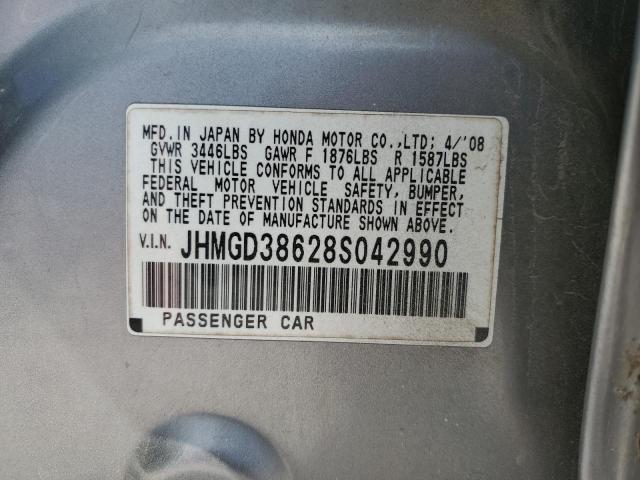 MFD.IN JAPAN BY HONDA MOTOR CO.,LTD; 4/'08
GVWR 3446LBS GAWR F 1876LBS R 1587LBS
THIS VEHICLE CONFORMS TO ALL APPLICABLE
FEDERAL MOTOR VEHICLE SAFETY, BUMPER,
AND THEFT PREVENTION STANDARDS IN EFFECT
ON THE DATE OF MANUFACTURE SHOWN ABOVE.
V.I.N. JHMGD38628S042990
PASSENGER CAR